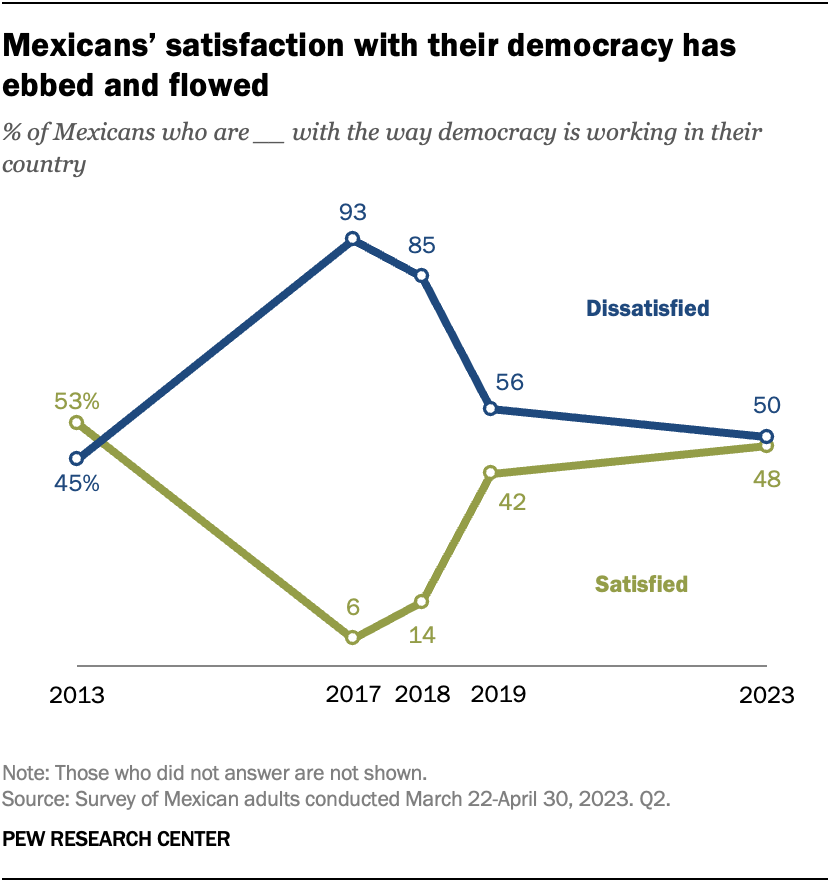 Mexicans’ satisfaction with their democracy has
ebbed and flowed
% of Mexicans who are __ with the way democracy is working in their
country
93
85
Dissatisfied
56
50
53%
45%
48
42
Satisfied
6
14
2013
2017
2018
2019
2023
Note: Those who did not answer are not shown.
Source: Survey of Mexican adults conducted March 22-April 30, 2023. Q2.
PEW RESEARCH CENTER